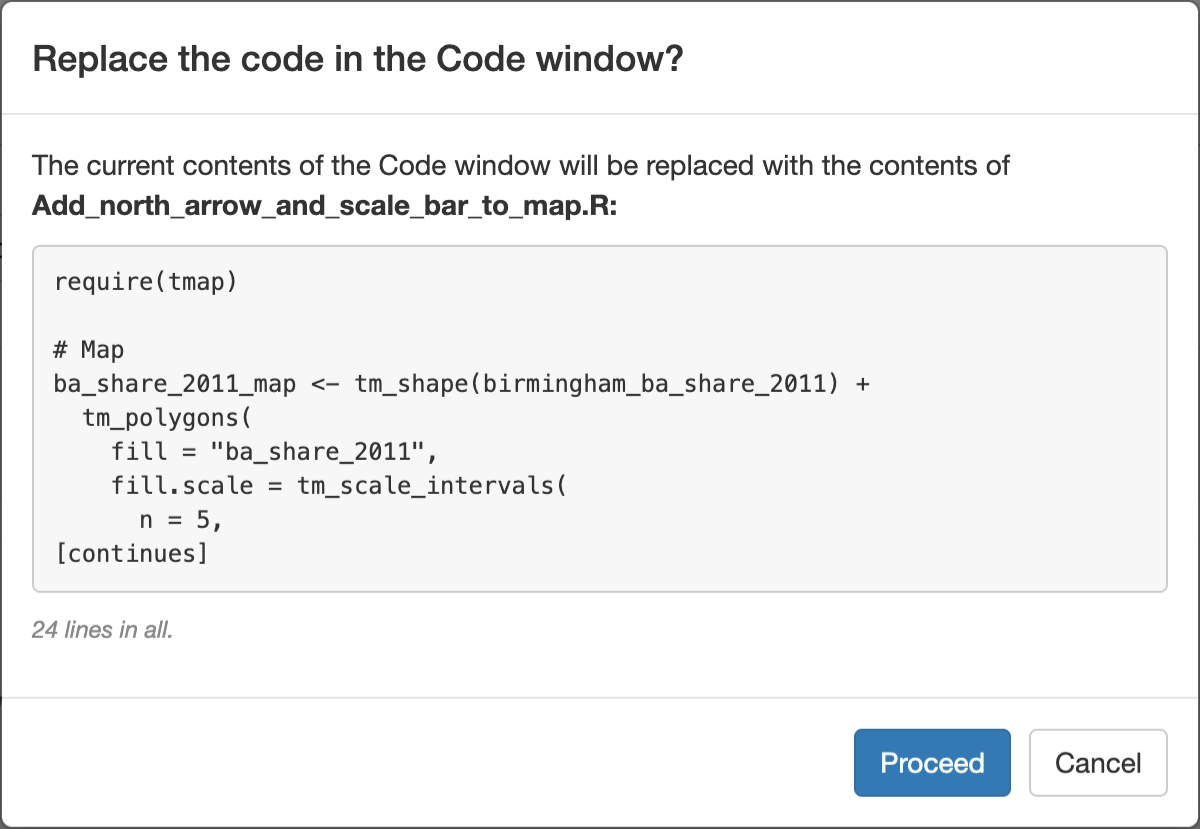 Replace the code in the Code window?
The current contents of the Code window will be replaced with the contents of
Add_north_arrow_and_scale_bar_to_map.R:
require(tmap)
# Map
ba_share_2011_map <- tm_shape(birmingham_ba_share_2011) +
  tm_polygons(
    fill = "ba_share_2011",
    fill.scale = tm_scale_intervals(
      n = 5,
[continues]
24 lines in all.
Proceed
Cancel